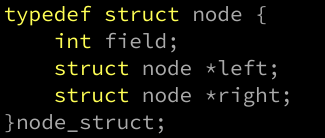 typedef struct node {
    int field;
    struct node *left;
    struct node *right;
}node_struct;